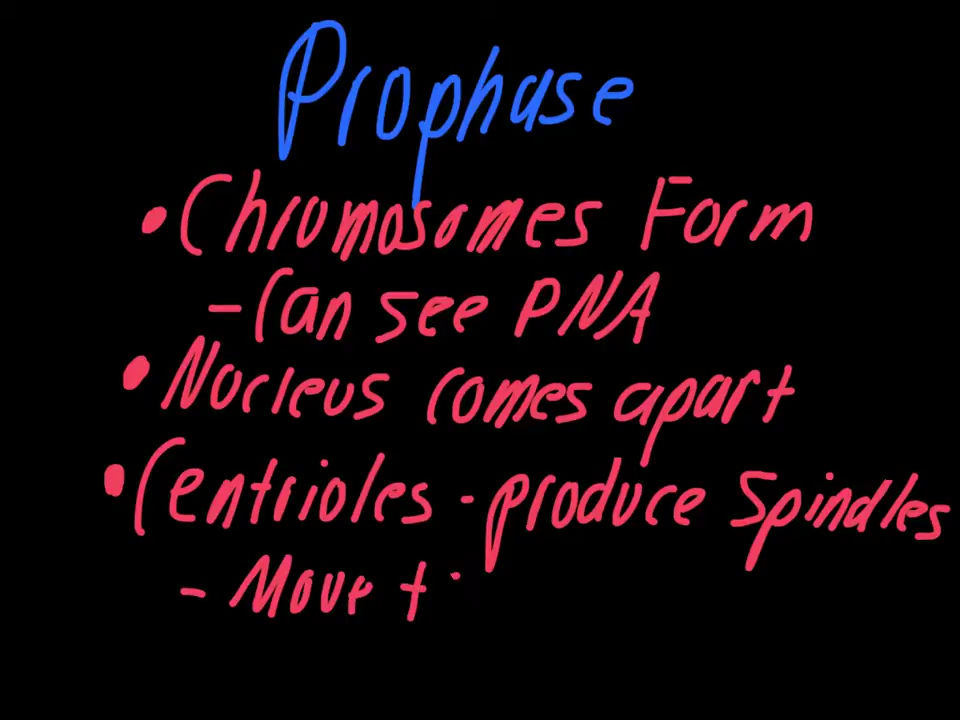 Prophase
• Chromosomes Form
- Can see DNA
• Nucleus comes apart
• Centrioles - produce Spindles
- Move t